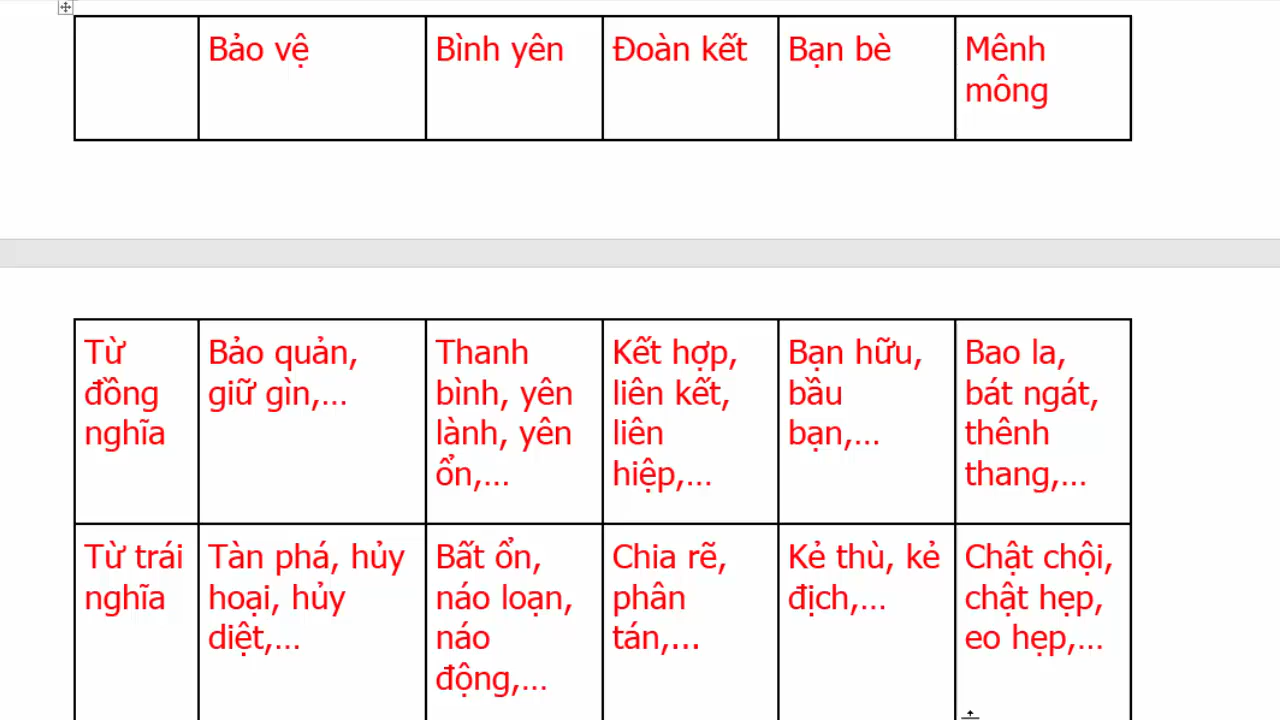 Bảo vệ
Bình yên
Đoàn kết
Bạn bè
Mênh
mông
Từ
đồng
nghĩa
Bảo quản,
giữ gìn,...
Thanh
bình, yên
lành, yên
ổn,...
Kết hợp,
liên kết,
liên
hiệp,...
Bạn hữu,
bầu
bạn,...
Bao la,
bát ngát,
thênh
thang,...
Từ trái
nghĩa
Tàn phá, hủy
hoại, hủy
diệt,...
Bất ổn,
náo loạn,
náo
động,...
Chia rẽ,
phân
tán,...
Kẻ thù, kẻ
địch,...
Chật chội,
chật hẹp,
eo hẹp,...